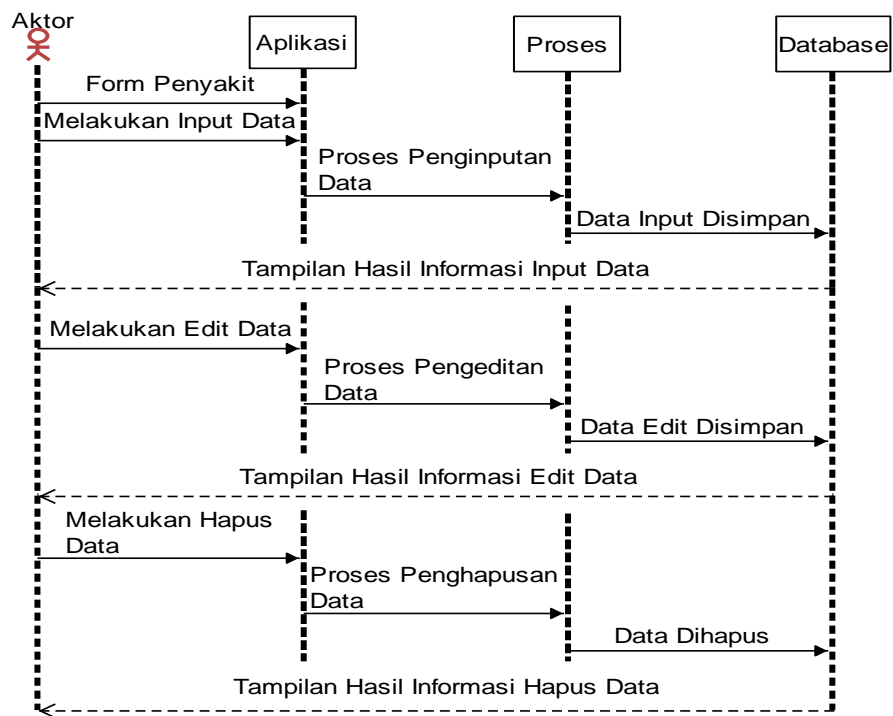 Aktor
Aplikasi
Proses
Database
Form Penyakit
Melakukan Input Data
Proses Penginputan
Data
Data Input Disimpan
Tampilan Hasil Informasi Input Data
Melakukan Edit Data
Proses Pengeditan
Data
Data Edit Disimpan
Tampilan Hasil Informasi Edit Data
Melakukan Hapus
Data
Proses Penghapusan
Data
Data Dihapus
Tampilan Hasil Informasi Hapus Data